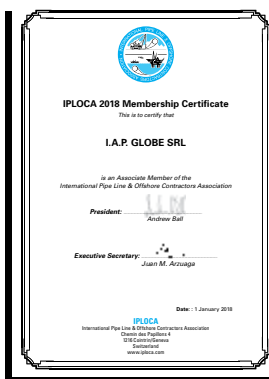 IPLOCA 2018 Membership Certificate
This is to certify that
I.A.P. GLOBE SRL
is an Associate Member of the
International Pipe Line & Offshore Contractors Association
President:
Andrew Ball
Executive Secretary:
Juan M. Arzuaga
Date: : 1 January 2018
IPLOCA
International Pipe Line & Offshore Contractors Association
Chemin des Papillons 4
1216 Cointrin/Geneva
Switzerland
www.iploca.com